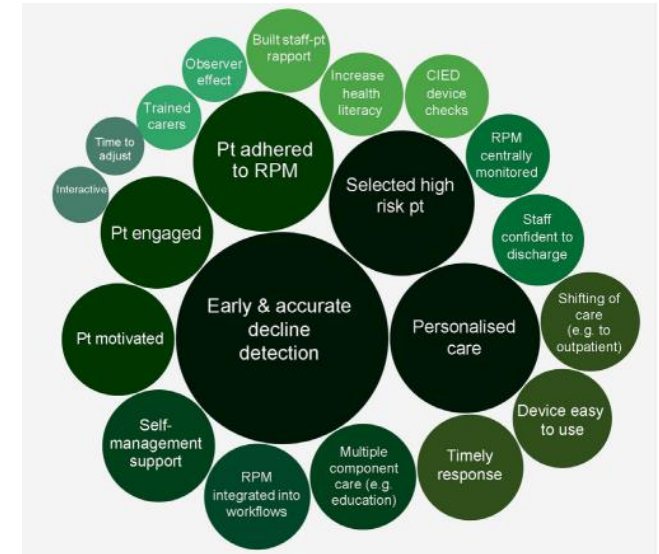 Built staff-pt
rapport
Observer
effect
Increase
health
literacy
CIED
device
checks
Trained
carers
Time to
adjust
Interactive
Pt adhered
to RPM
Selected high
risk pt
RPM
centrally
monitored
Pt engaged
Staff
confident to
discharge
Early & accurate
decline
detection
Personalised
care
Shifting of
care
(e.g. to
outpatient)
Pt motivated
Device easy
to use
Self-
management
support
Multiple
component
care (e.g.
education)
Timely
response
RPM
integrated into
workflows